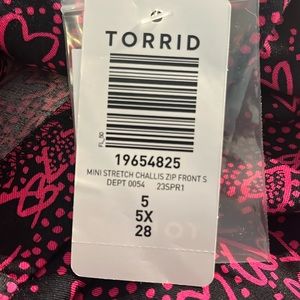 TORRID
19654825
MINI STRETCH CHALLIS ZIP FRONT S
DEPT 0054 23SPR1
5
5X
28